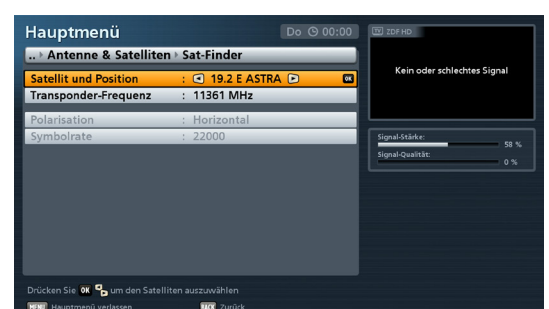 Hauptmenü
Do 00:00
.. Antenne & Satelliten Sat-Finder
Satellit und Position : 19.2 E ASTRA OK
Transponder-Frequenz : 11361 MHz
Polarisation : Horizontal
Symbolrate : 22000
TV ZDF HD
Kein oder schlechtes Signal
Signal-Stärke:
58 %
Signal-Qualität:
0 %
Drücken Sie OK um den Satelliten auszuwählen
MENU Hauptmenü verlassen BACK Zurück